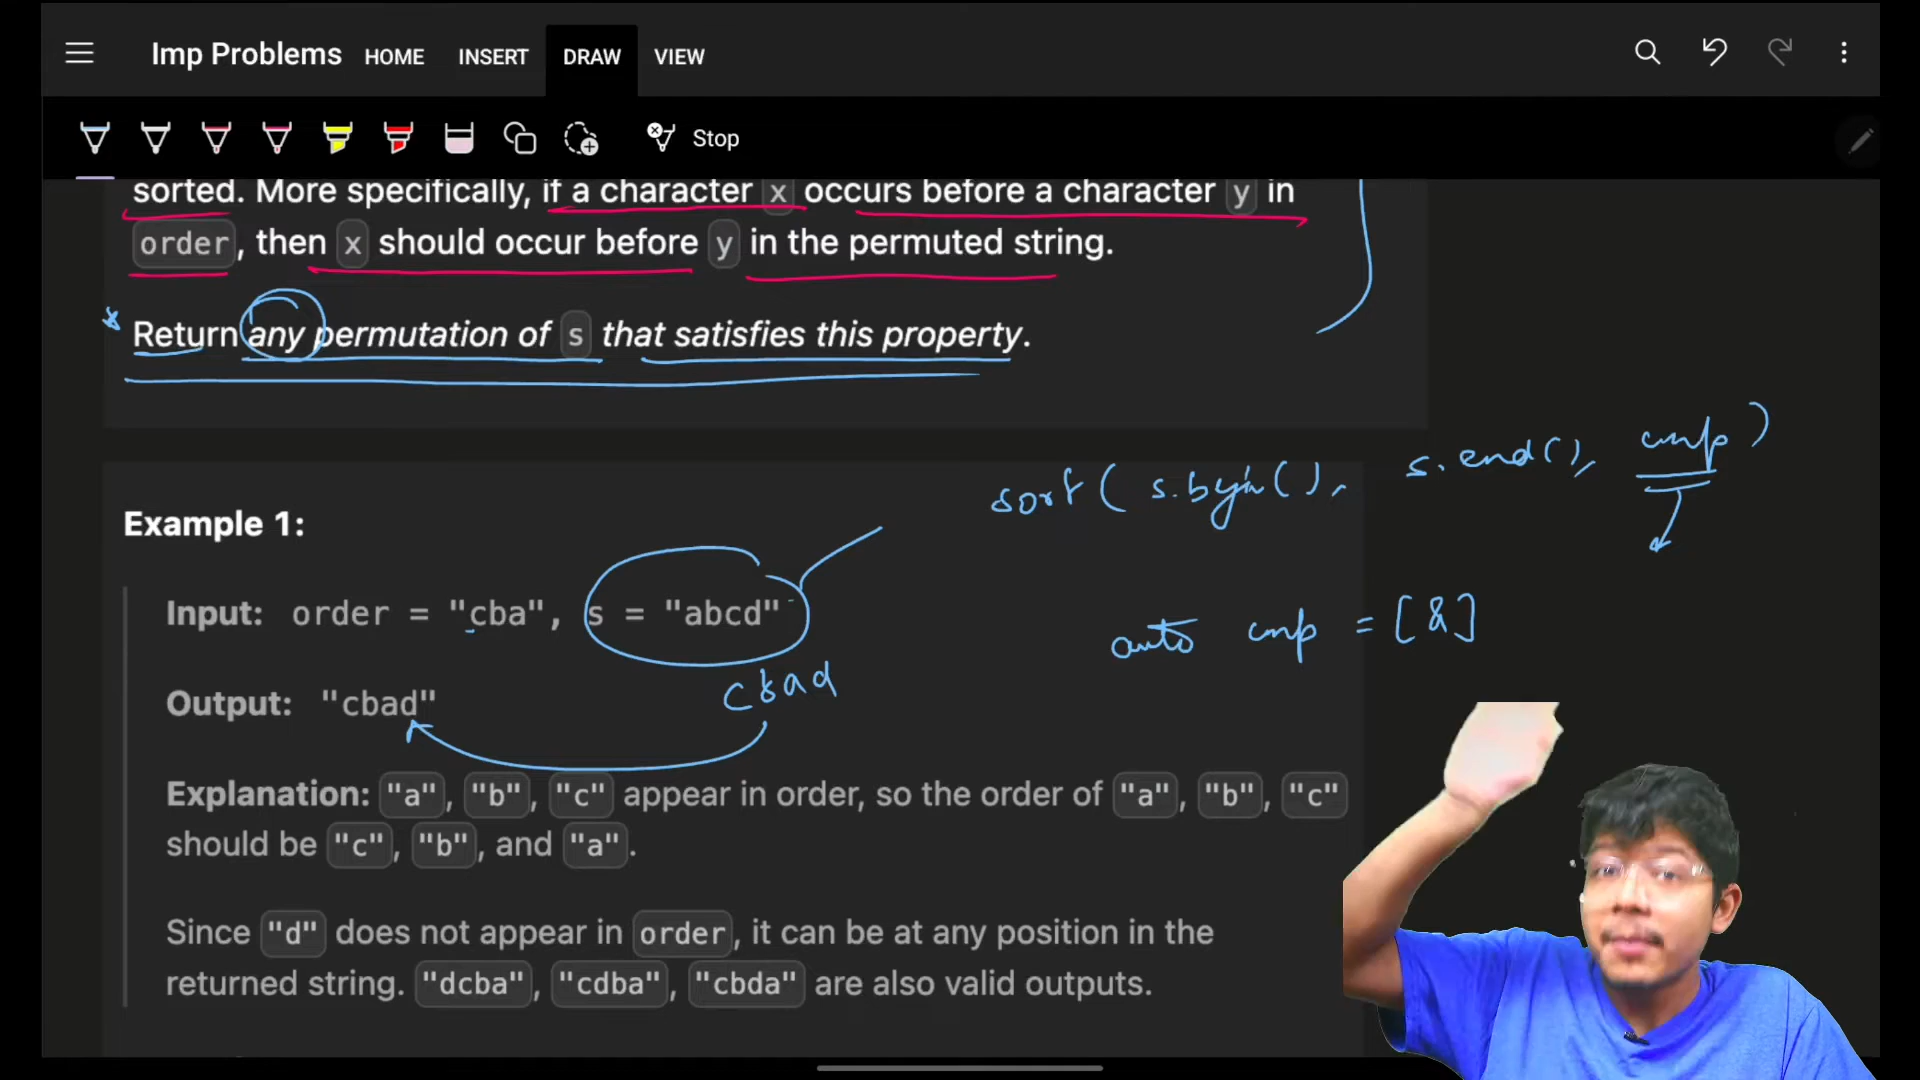 Imp Problems HOME INSERT DRAW VIEW
Stop
sorted. More specifically, if a character x occurs before a character y in
order, then x should occur before y in the permuted string.
Return any permutation of s that satisfies this property.
sort( s.begin(), s.end(), cmp )
Example 1:
Input: order = "cba", s = "abcd"
auto cmp = [&]
cbad
Output: "cbad"
Explanation: "a", "b", "c" appear in order, so the order of "a", "b", "c"
should be "c", "b", and "a".
Since "d" does not appear in order, it can be at any position in the
returned string. "dcba", "cdba", "cbda" are also valid outputs.